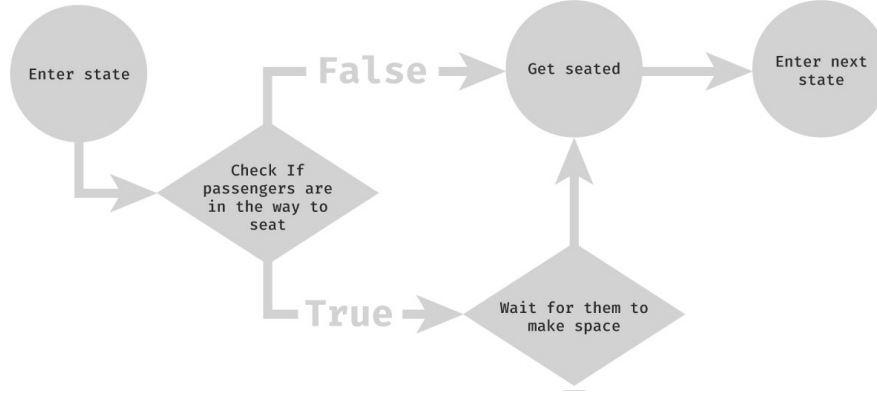 Enter state
False
Get seated
Enter next
state
Check If
passengers are
in the way to
seat
True
Wait for them to
make space